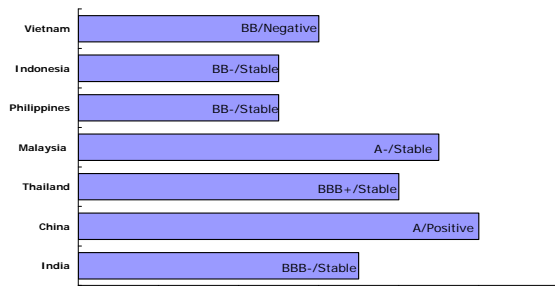 Vietnam BB/Negative
Indonesia BB-/Stable
Philippines BB-/Stable
Malaysia A-/Stable
Thailand BBB+/Stable
China A/Positive
India BBB-/Stable